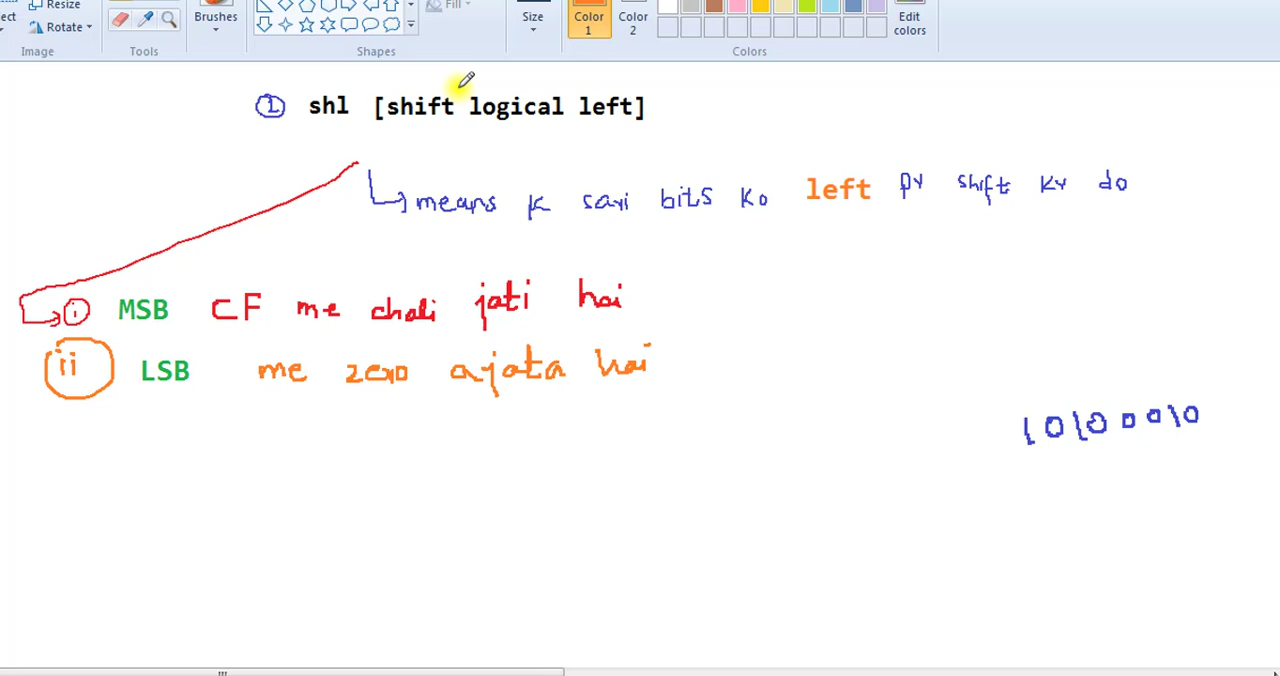 Resize
ect
Rotate
Brushes
Fill
Size
Color 1
Color 2
Edit colors
Image
Tools
Shapes
Colors
1 shl [shift logical left]
means k sari bits ko left pr shift kr do
i MSB CF me chali jati hai
ii LSB me zero ajata hai
10100010